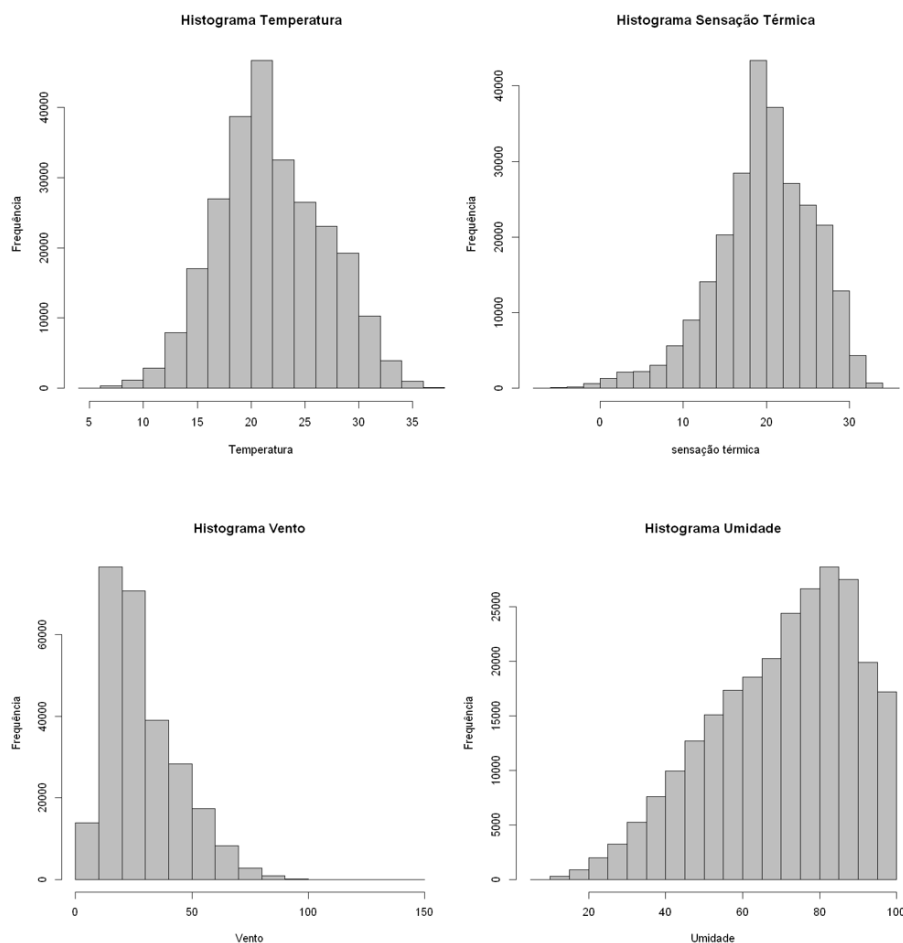 Histograma Temperatura
Frequência
0 10000 20000 30000 40000
5 10 15 20 25 30 35
Temperatura
Histograma Sensação Térmica
Frequência
0 10000 20000 30000 40000
0 10 20 30
sensação térmica
Histograma Vento
Frequência
0 20000 40000 60000
0 50 100 150
Vento
Histograma Umidade
Frequência
0 5000 10000 15000 20000 25000
20 40 60 80 100
Umidade